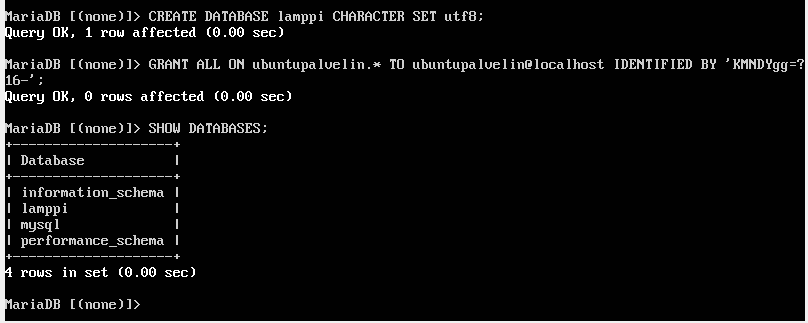 MariaDB [(none)]> CREATE DATABASE lamppi CHARACTER SET utf8;
Query OK, 1 row affected (0.00 sec)
MariaDB [(none)]> GRANT ALL ON ubuntupalvelin.* TO ubuntupalvelin@localhost IDENTIFIED BY 'KMNDYgg=?
16-';
Query OK, 0 rows affected (0.00 sec)
MariaDB [(none)]> SHOW DATABASES;
+--------------------+
| Database           |
+--------------------+
| information_schema |
| lamppi             |
| mysql              |
| performance_schema |
+--------------------+
4 rows in set (0.00 sec)
MariaDB [(none)]>